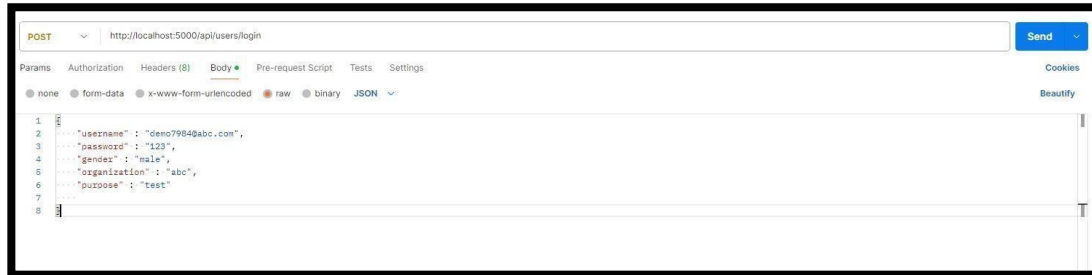 POST http://localhost:5000/api/users/login Send
Params Authorization Headers (8) Body Pre-request Script Tests Settings Cookies
none form-data x-www-form-urlencoded raw binary JSON Beautify
1 {
2 "username" : "demo7984@abc.com",
3 "password" : "123",
4 "gender" : "male",
5 "organization" : "abc",
6 "purpose" : "test"
7
8 }